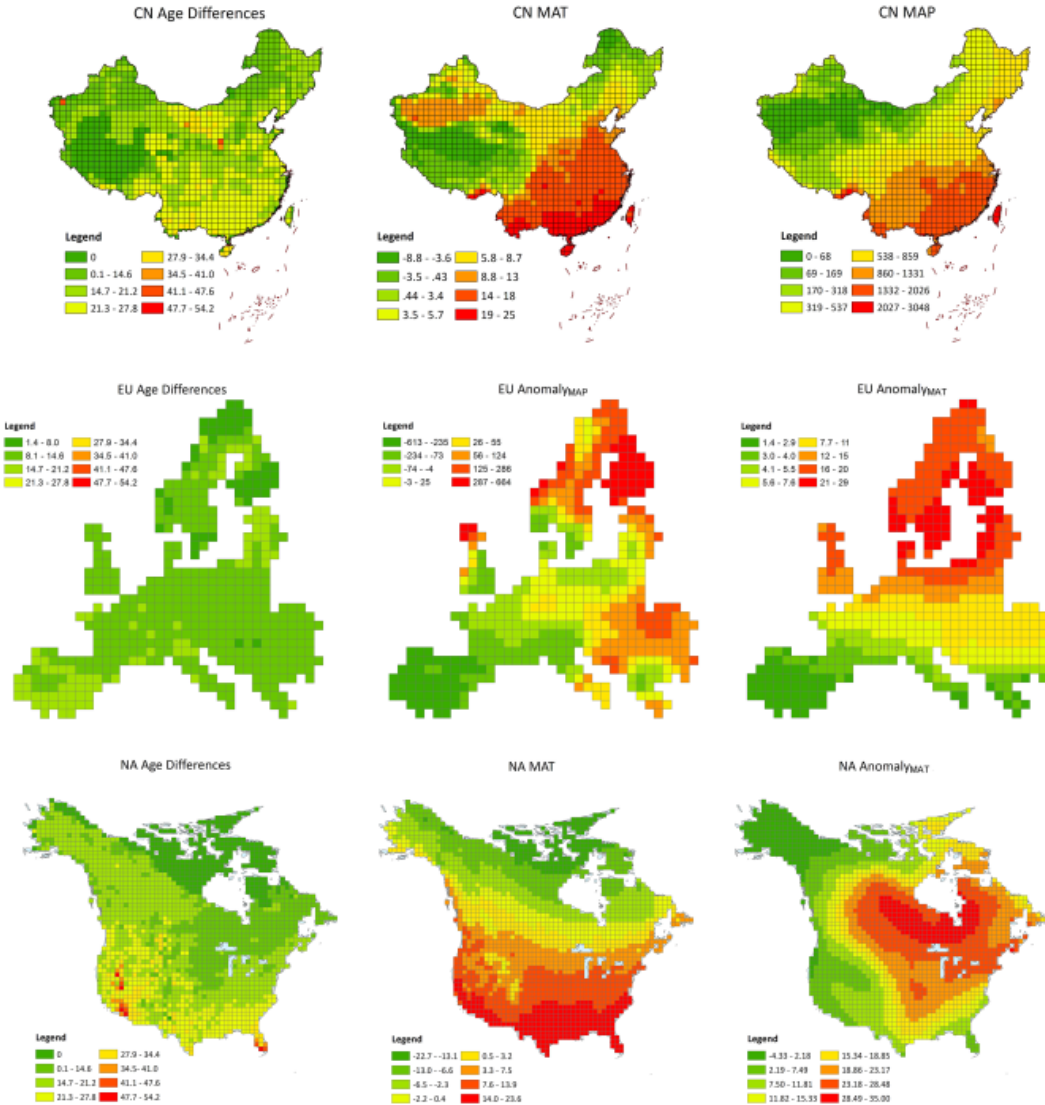 CN Age Differences
CN MAT
CN MAP
Legend
0 27.9 - 34.4
0.1 - 14.6 34.5 - 41.0
14.7 - 21.2 41.1 - 47.6
21.3 - 27.8 47.7 - 54.2
Legend
-8.8 - -3.6 5.8 - 8.7
-3.5 - .43 8.8 - 13
.44 - 3.4 14 - 18
3.5 - 5.7 19 - 25
Legend
0 - 68 538 - 859
69 - 169 860 - 1331
170 - 318 1332 - 2026
319 - 537 2027 - 3048
EU Age Differences
EU AnomalyMAP
EU AnomalyMAT
Legend
1.4 - 8.0 27.9 - 34.4
8.1 - 14.6 34.5 - 41.0
14.7 - 21.2 41.1 - 47.6
21.3 - 27.8 47.7 - 54.2
Legend
-613 - -235 26 - 55
-234 - -73 56 - 124
-74 - -4 125 - 286
-3 - 25 287 - 664
Legend
1.4 - 2.9 7.7 - 11
3.0 - 4.0 12 - 15
4.1 - 5.5 16 - 20
5.6 - 7.6 21 - 29
NA Age Differences
NA MAT
NA AnomalyMAT
Legend
0 27.9 - 34.4
0.1 - 14.6 34.5 - 41.0
14.7 - 21.2 41.1 - 47.6
21.3 - 27.8 47.7 - 54.2
Legend
-22.7 - -13.1 0.5 - 3.2
-13.0 - -6.6 3.3 - 7.5
-6.5 - -2.3 7.6 - 13.9
-2.2 - 0.4 14.0 - 23.6
Legend
-4.33 - 2.18 15.34 - 18.85
2.19 - 7.49 18.86 - 23.17
7.50 - 11.81 23.18 - 28.48
11.82 - 15.33 28.49 - 35.00